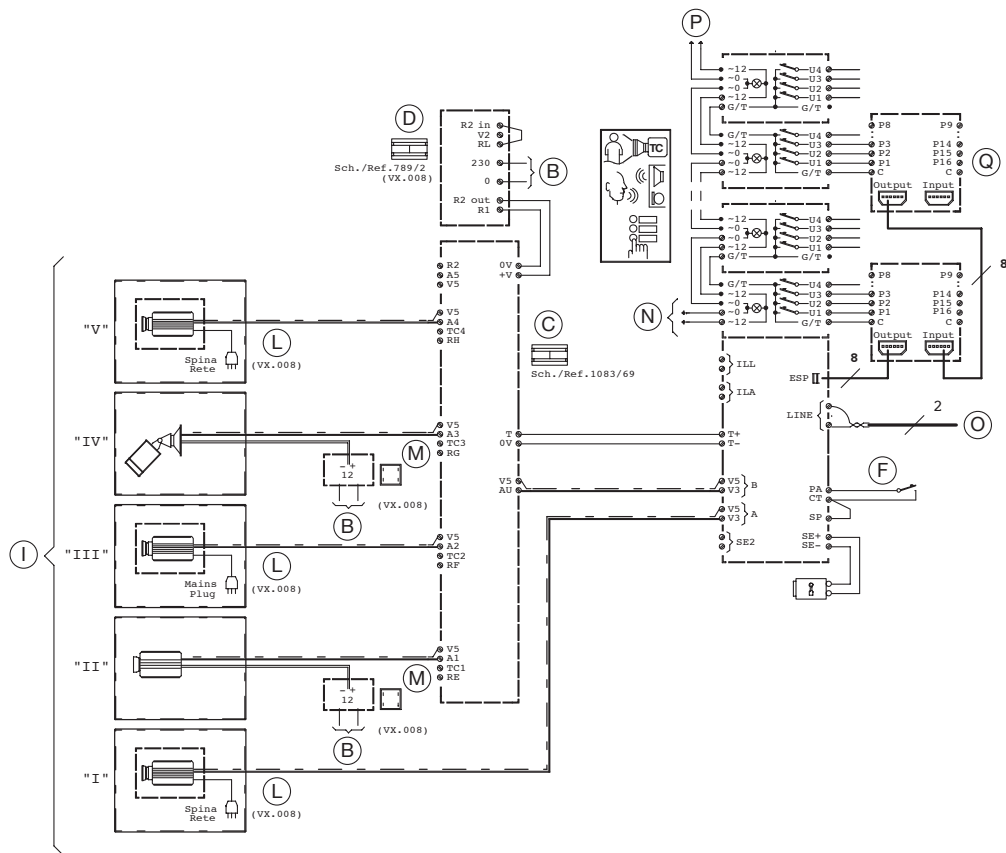 P
~12
~0
~0
~12
G/T
U4
U3
U2
U1
G/T
G/T
~12
~0
~0
~12
U4
U3
U2
U1
G/T
P8
P3
P2
P1
C
P9
P14
P15
P16
C
Output
Input
Q
TC
D
Sch./Ref.789/2
(VX.008)
R2 in
V2
RL
230
0
R2 out
R1
B
~12
~0
~0
~12
G/T
U4
U3
U2
U1
G/T
G/T
~12
~0
~0
~12
U4
U3
U2
U1
G/T
N
P8
P3
P2
P1
C
P9
P14
P15
P16
C
Output
Input
8
R2
A5
V5
0V
+V
V5
A4
TC4
RH
C
Sch./Ref.1083/69
"V"
Spina
Rete
L
(VX.008)
ILL
ILA
ESP
8
LINE
2
O
"IV"
- +
12
M
(VX.008)
B
V5
A3
TC3
RG
T
0V
T+
T-
V5
AU
V5
V3
B
V5
V3
A
SE2
PA
CT
SP
SE+
SE-
F
I
"III"
Mains
Plug
L
(VX.008)
V5
A2
TC2
RF
"II"
- +
12
M
(VX.008)
B
V5
A1
TC1
RE
"I"
Spina
Rete
L
(VX.008)